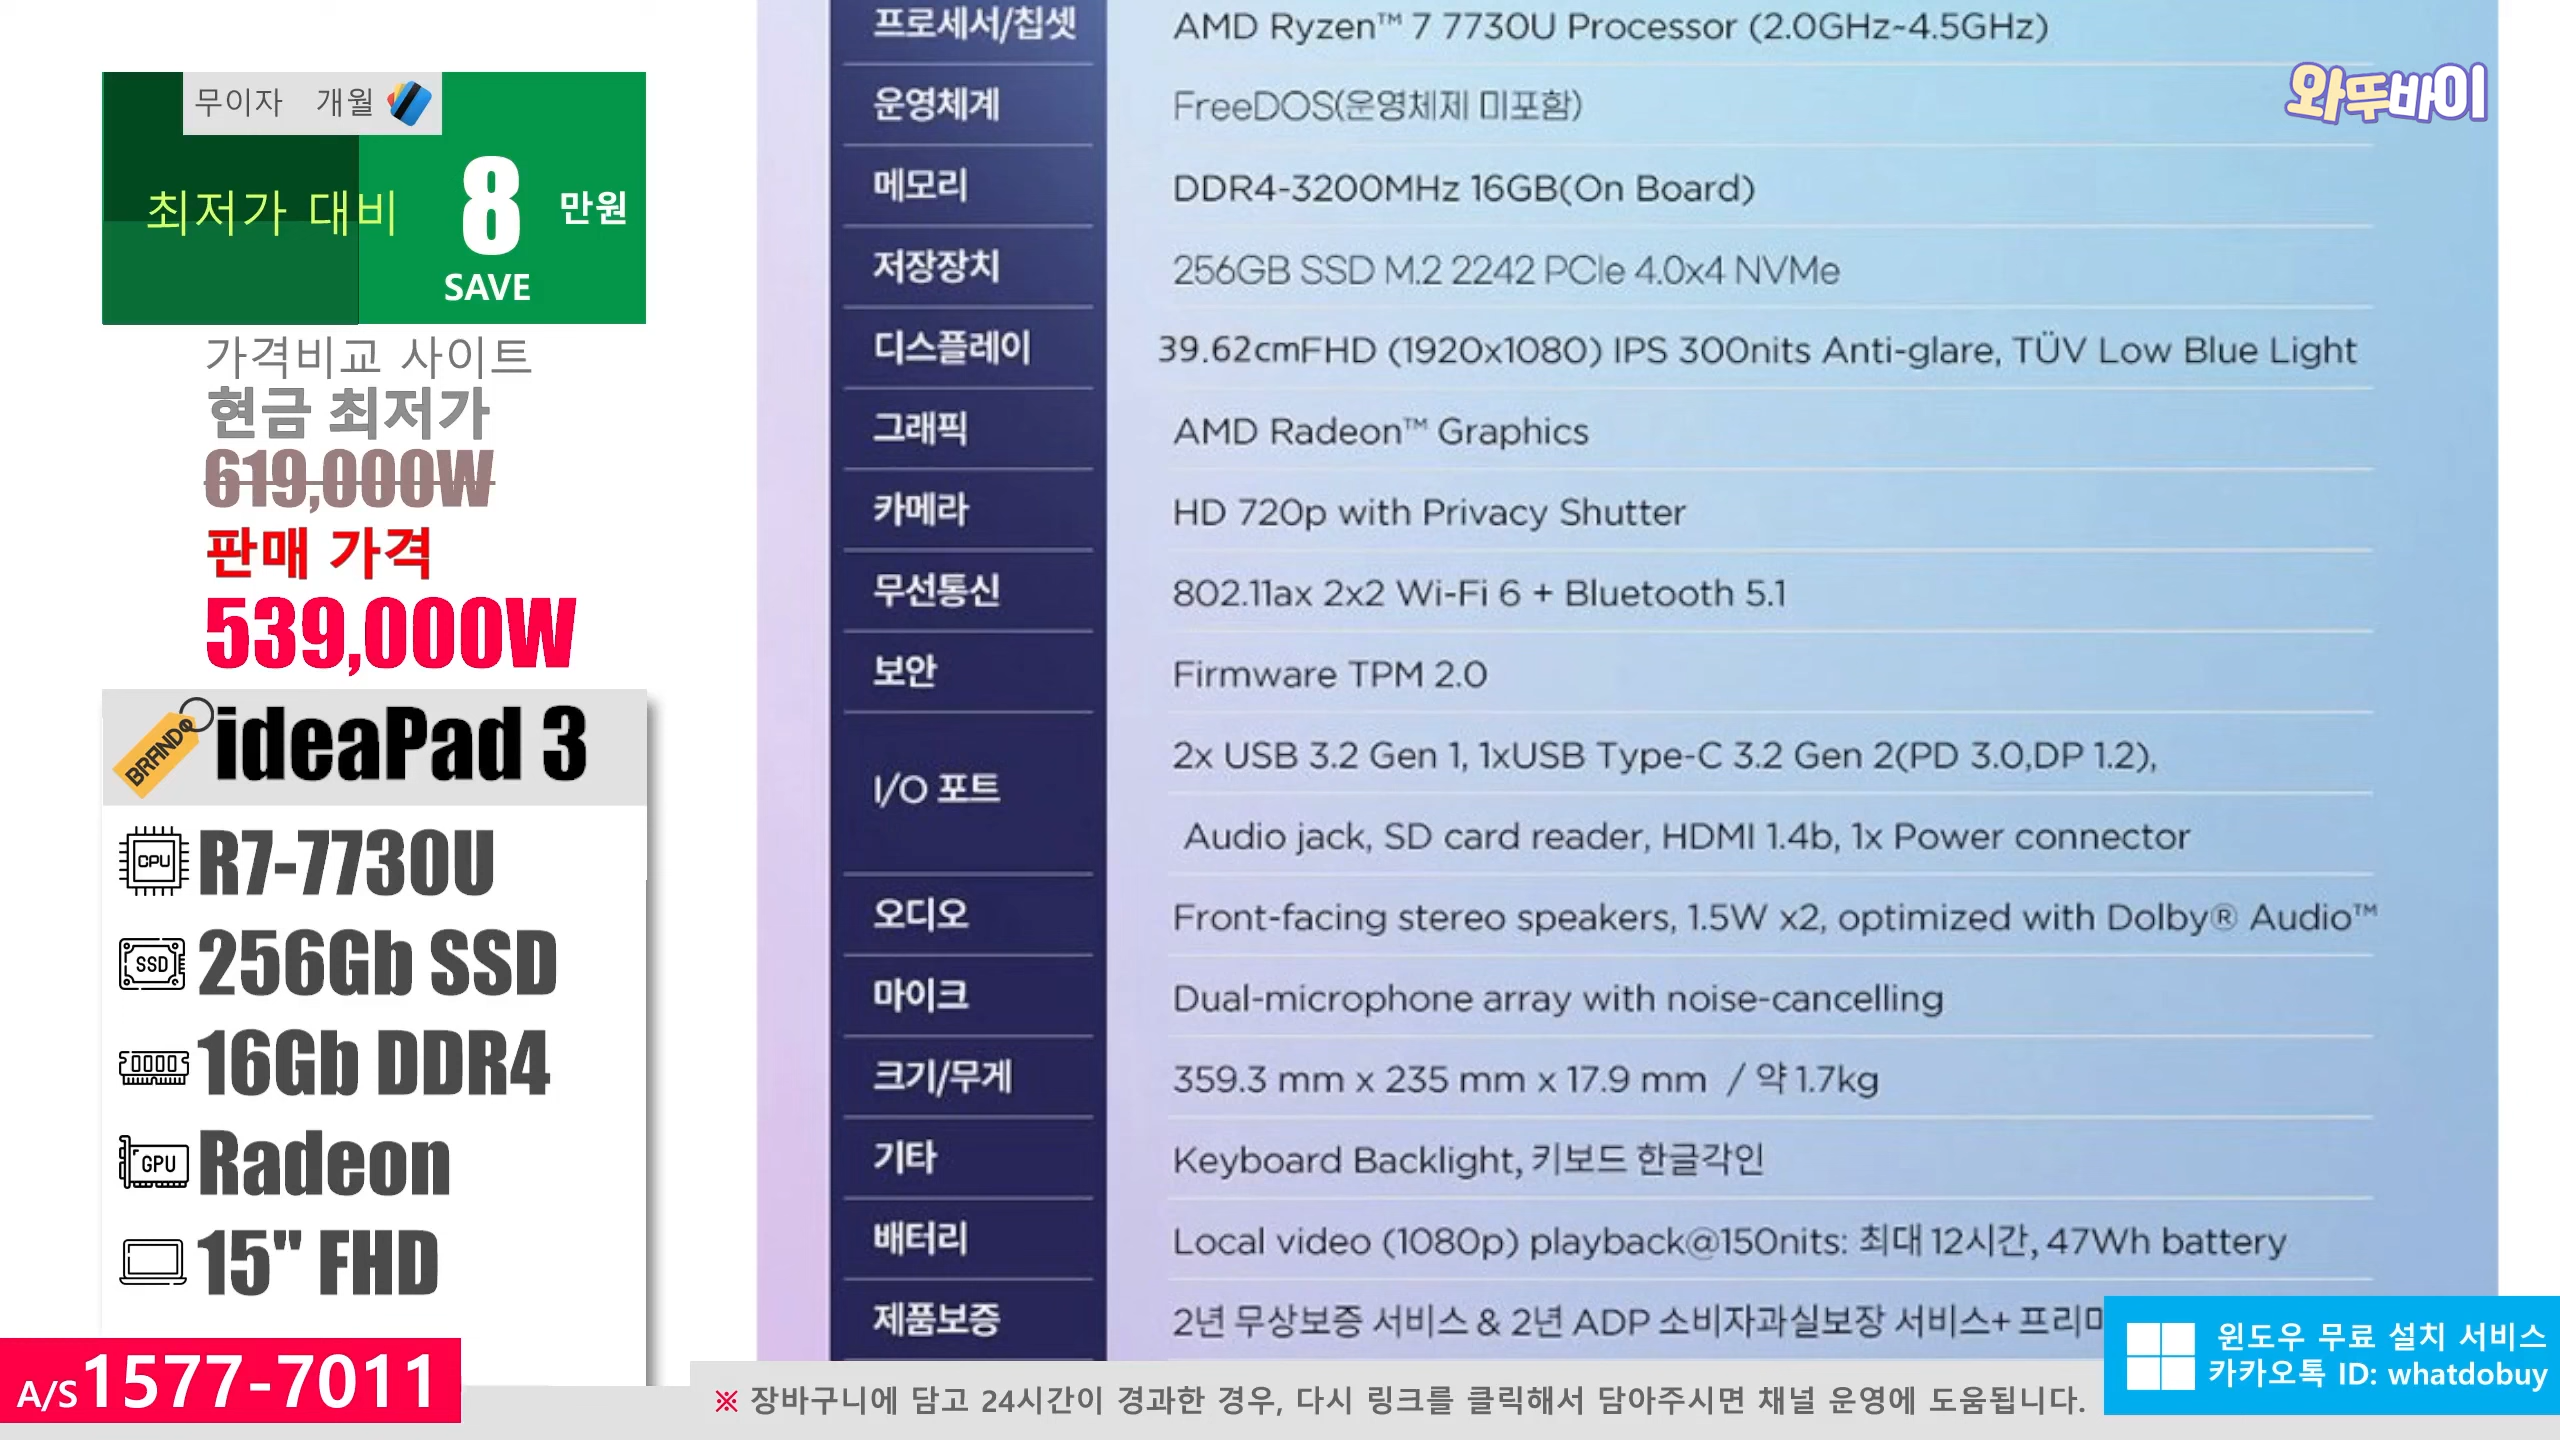 무이자 개월
최저가 대비 8 만원
SAVE
가격비교 사이트
현금 최저가
619,000W
판매 가격
539,000W
BRAND
ideaPad 3
CPU R7-7730U
SSD 256Gb SSD
16Gb DDR4
GPU Radeon
15" FHD
A/S 1577-7011
와뚜바이
프로세서/칩셋 AMD Ryzen™ 7 7730U Processor (2.0GHz~4.5GHz)
운영체계 FreeDOS(운영체제 미포함)
메모리 DDR4-3200MHz 16GB(On Board)
저장장치 256GB SSD M.2 2242 PCIe 4.0x4 NVMe
디스플레이 39.62cmFHD (1920x1080) IPS 300nits Anti-glare, TÜV Low Blue Light
그래픽 AMD Radeon™ Graphics
카메라 HD 720p with Privacy Shutter
무선통신 802.11ax 2x2 Wi-Fi 6 + Bluetooth 5.1
보안 Firmware TPM 2.0
I/O 포트 2x USB 3.2 Gen 1, 1xUSB Type-C 3.2 Gen 2(PD 3.0,DP 1.2),
Audio jack, SD card reader, HDMI 1.4b, 1x Power connector
오디오 Front-facing stereo speakers, 1.5W x2, optimized with Dolby® Audio™
마이크 Dual-microphone array with noise-cancelling
크기/무게 359.3 mm x 235 mm x 17.9 mm / 약 1.7kg
기타 Keyboard Backlight, 키보드 한글각인
배터리 Local video (1080p) playback@150nits: 최대 12시간, 47Wh battery
제품보증 2년 무상보증 서비스 & 2년 ADP 소비자과실보장 서비스+ 프리미
윈도우 무료 설치 서비스
카카오톡 ID: whatdobuy
※ 장바구니에 담고 24시간이 경과한 경우, 다시 링크를 클릭해서 담아주시면 채널 운영에 도움됩니다.